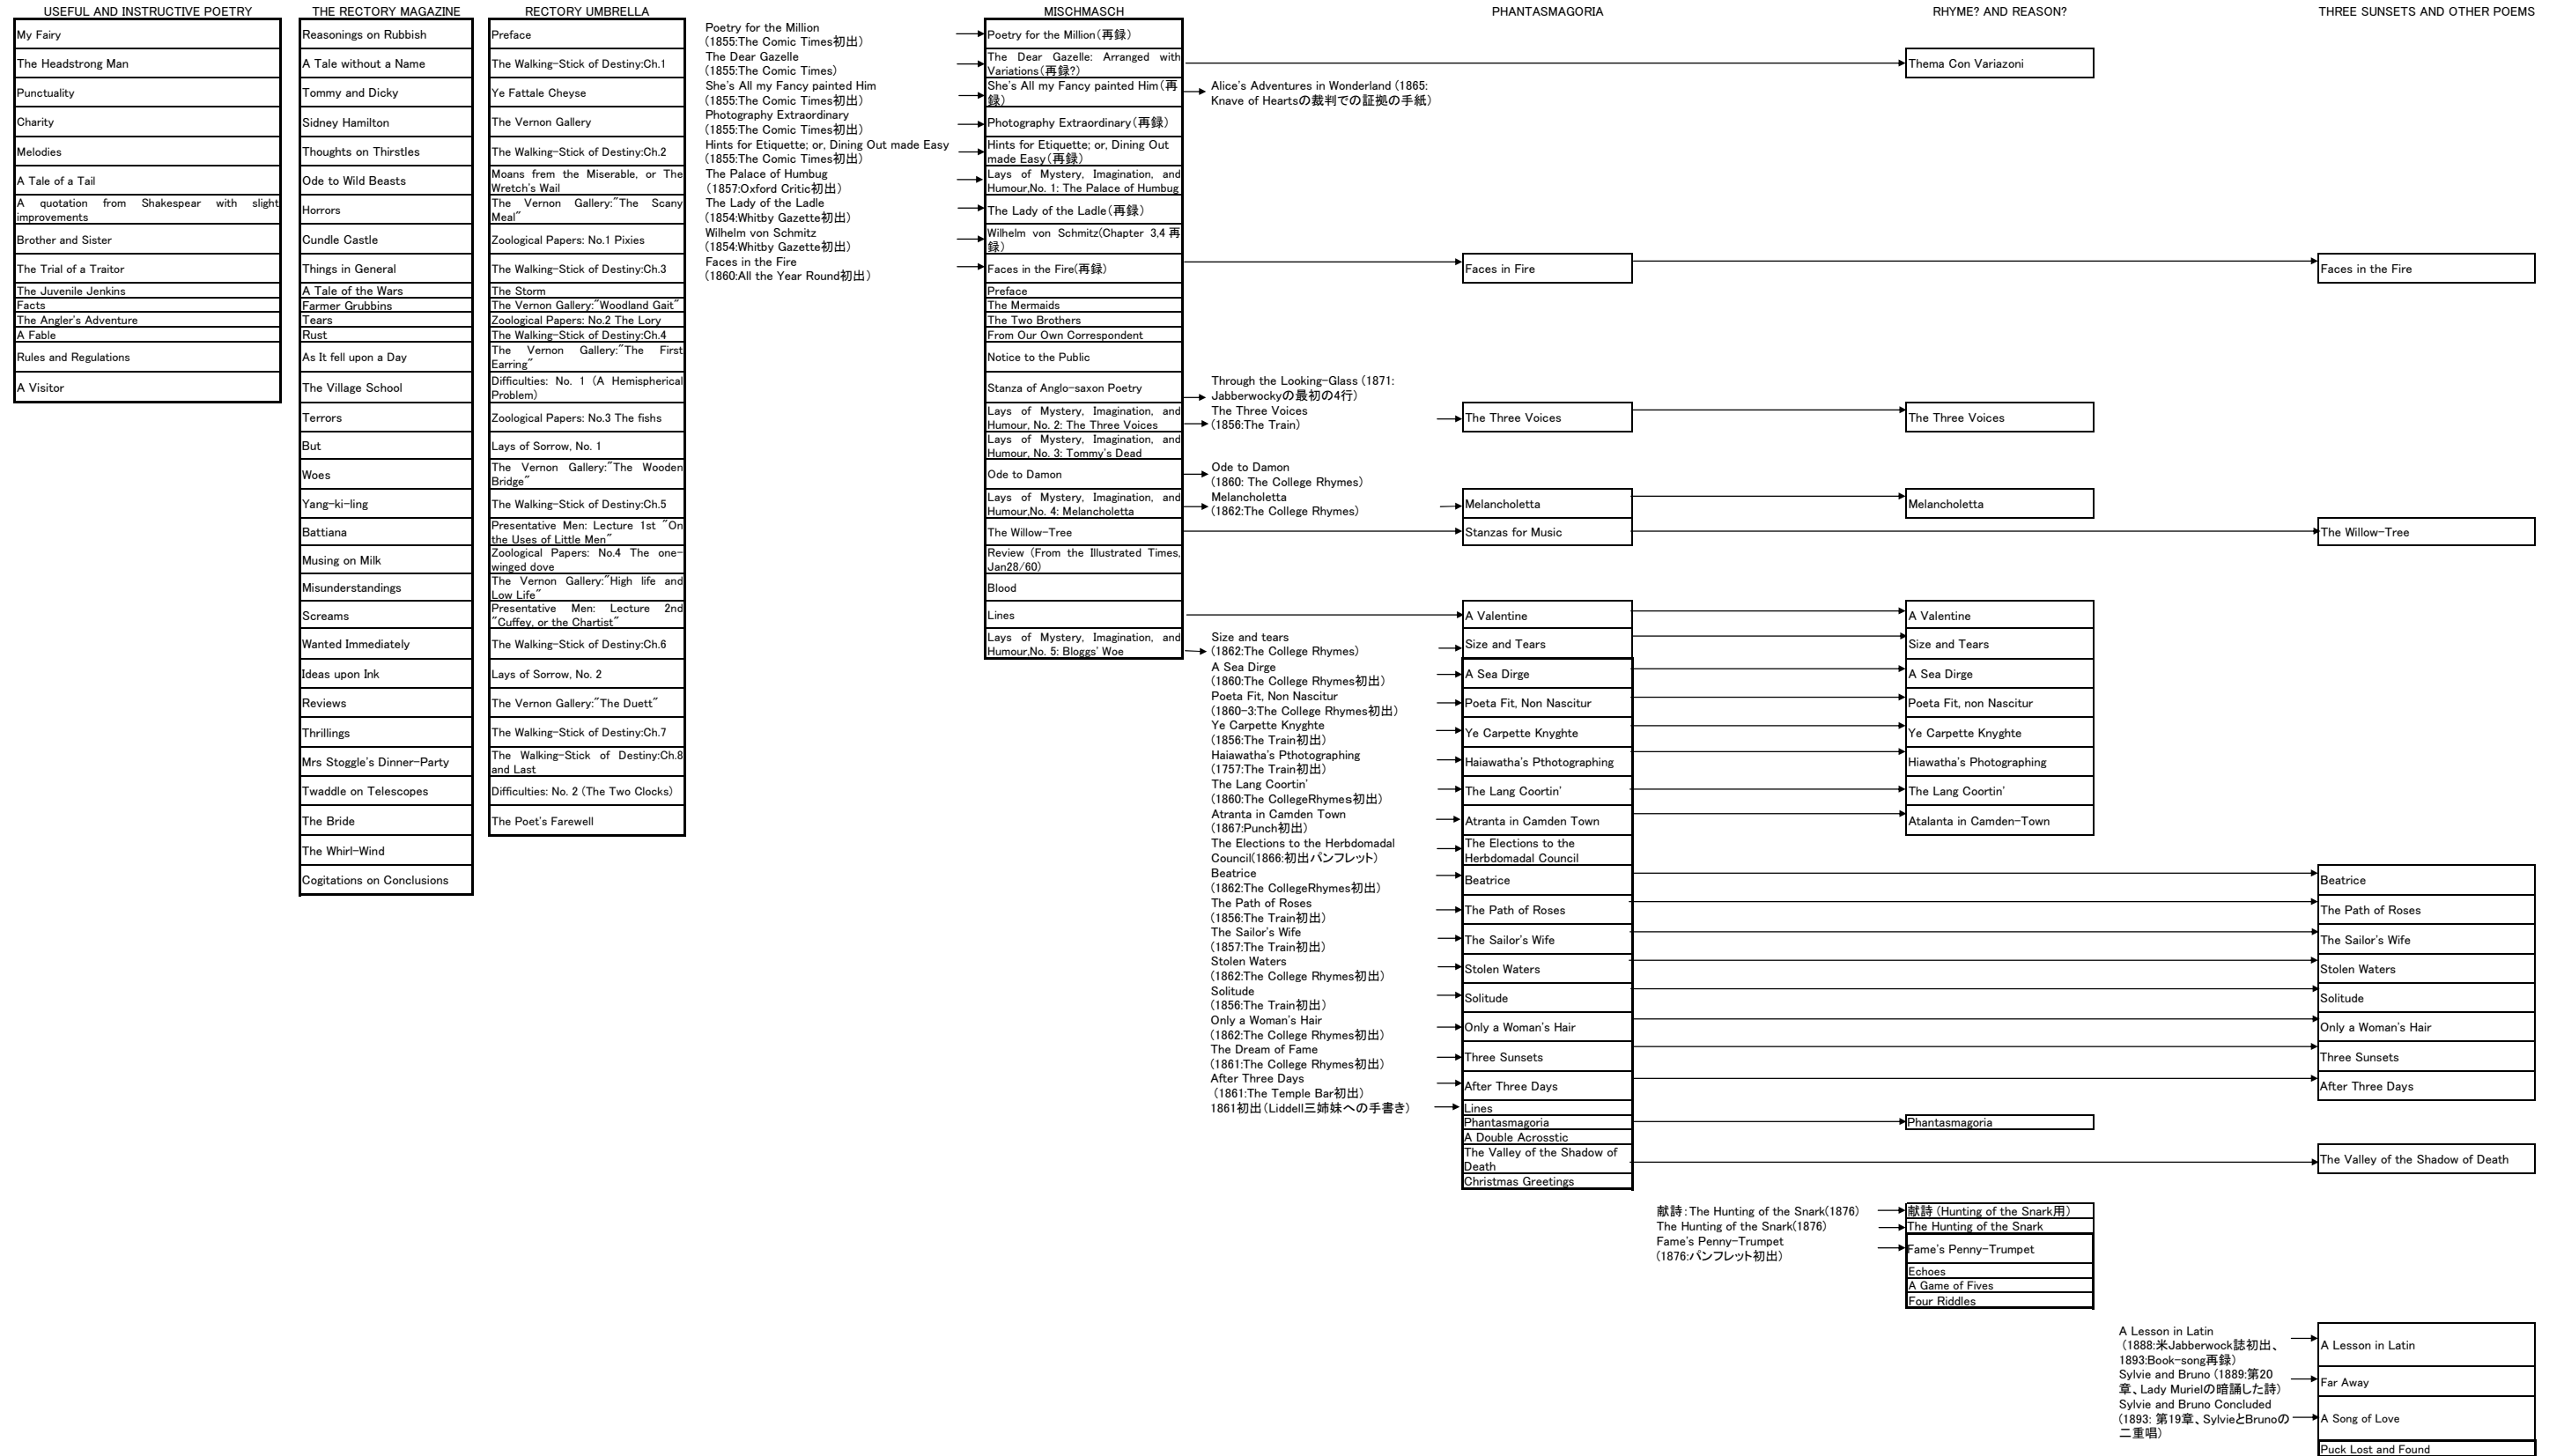 USEFUL AND INSTRUCTIVE POETRY
My Fairy
The Headstrong Man
Punctuality
Charity
Melodies
A Tale of a Tail
A quotation from Shakespear with slight
improvements
Brother and Sister
The Trial of a Traitor
The Juvenile Jenkins
Facts
The Angler's Adventure
A Fable
Rules and Regulations
A Visitor
THE RECTORY MAGAZINE
Reasonings on Rubbish
A Tale without a Name
Tommy and Dicky
Sidney Hamilton
Thoughts on Thirstles
Ode to Wild Beasts
Horrors
Cundle Castle
Things in General
A Tale of the Wars
Farmer Grubbins
Tears
Rust
As It fell upon a Day
The Village School
Terrors
But
Woes
Yang-ki-ling
Battiana
Musing on Milk
Misunderstandings
Screams
Wanted Immediately
Ideas upon Ink
Reviews
Thrillings
Mrs Stoggle's Dinner-Party
Twaddle on Telescopes
The Bride
The Whirl-Wind
Cogitations on Conclusions
RECTORY UMBRELLA
Preface
The Walking-Stick of Destiny:Ch.1
Ye Fattale Cheyse
The Vernon Gallery
The Walking-Stick of Destiny:Ch.2
Moans frem the Miserable, or The
Wretch's Wail
The Vernon Gallery:"The Scany
Meal"
Zoological Papers: No.1 Pixies
The Walking-Stick of Destiny:Ch.3
The Storm
The Vernon Gallery:"Woodland Gait"
Zoological Papers: No.2 The Lory
The Walking-Stick of Destiny:Ch.4
The Vernon Gallery:"The First
Earring"
Difficulties: No. 1 (A Hemispherical
Problem)
Zoological Papers: No.3 The fishs
Lays of Sorrow, No. 1
The Vernon Gallery:"The Wooden
Bridge"
The Walking-Stick of Destiny:Ch.5
Presentative Men: Lecture 1st "On
the Uses of Little Men"
Zoological Papers: No.4 The one-
winged dove
The Vernon Gallery:"High life and
Low Life"
Presentative Men: Lecture 2nd
"Cuffey, or the Chartist"
The Walking-Stick of Destiny:Ch.6
Lays of Sorrow, No. 2
The Vernon Gallery:"The Duett"
The Walking-Stick of Destiny:Ch.7
The Walking-Stick of Destiny:Ch.8
and Last
Difficulties: No. 2 (The Two Clocks)
The Poet's Farewell
Poetry for the Million
(1855:The Comic Times初出)
The Dear Gazelle
(1855:The Comic Times)
She's All my Fancy painted Him
(1855:The Comic Times初出)
Photography Extraordinary
(1855:The Comic Times初出)
Hints for Etiquette; or, Dining Out made Easy
(1855:The Comic Times初出)
The Palace of Humbug
(1857:Oxford Critic初出)
The Lady of the Ladle
(1854:Whitby Gazette初出)
Wilhelm von Schmitz
(1854:Whitby Gazette初出)
Faces in the Fire
(1860:All the Year Round初出)
MISCHMASCH
Poetry for the Million(再録)
The Dear Gazelle: Arranged with
Variations(再録?)
She's All my Fancy painted Him(再
録)
Photography Extraordinary(再録)
Hints for Etiquette; or, Dining Out
made Easy(再録)
Lays of Mystery, Imagination, and
Humour,No. 1: The Palace of Humbug
The Lady of the Ladle(再録)
Wilhelm von Schmitz(Chapter 3,4 再
録)
Faces in the Fire(再録)
Preface
The Mermaids
The Two Brothers
From Our Own Correspondent
Notice to the Public
Stanza of Anglo-saxon Poetry
Lays of Mystery, Imagination, and
Humour, No. 2: The Three Voices
Lays of Mystery, Imagination, and
Humour, No. 3: Tommy's Dead
Ode to Damon
Lays of Mystery, Imagination, and
Humour,No. 4: Melancholetta
The Willow-Tree
Review (From the Illustrated Times,
Jan28/60)
Blood
Lines
Lays of Mystery, Imagination, and
Humour,No. 5: Bloggs' Woe
Alice's Adventures in Wonderland (1865:
Knave of Heartsの裁判での証拠の手紙)
Through the Looking-Glass (1871:
Jabberwockyの最初の4行)
The Three Voices
(1856:The Train)
Ode to Damon
(1860: The College Rhymes)
Melancholetta
(1862:The College Rhymes)
Size and tears
(1862:The College Rhymes)
A Sea Dirge
(1860:The College Rhymes初出)
Poeta Fit, Non Nascitur
(1860-3:The College Rhymes初出)
Ye Carpette Knyghte
(1856:The Train初出)
Haiawatha's Pthotographing
(1757:The Train初出)
The Lang Coortin'
(1860:The CollegeRhymes初出)
Atranta in Camden Town
(1867:Punch初出)
The Elections to the Herbdomadal
Council(1866:初出パンフレット)
Beatrice
(1862:The CollegeRhymes初出)
The Path of Roses
(1856:The Train初出)
The Sailor's Wife
(1857:The Train初出)
Stolen Waters
(1862:The College Rhymes初出)
Solitude
(1856:The Train初出)
Only a Woman's Hair
(1862:The College Rhymes初出)
The Dream of Fame
(1861:The College Rhymes初出)
After Three Days
(1861:The Temple Bar初出)
1861初出(Liddell三姉妹への手書き)
PHANTASMAGORIA
Faces in Fire
The Three Voices
Melancholetta
Stanzas for Music
A Valentine
Size and Tears
A Sea Dirge
Poeta Fit, Non Nascitur
Ye Carpette Knyghte
Haiawatha's Pthotographing
The Lang Coortin'
Atranta in Camden Town
The Elections to the
Herbdomadal Council
Beatrice
The Path of Roses
The Sailor's Wife
Stolen Waters
Solitude
Only a Woman's Hair
Three Sunsets
After Three Days
Lines
Phantasmagoria
A Double Acrosstic
The Valley of the Shadow of
Death
Christmas Greetings
献詩:The Hunting of the Snark(1876)
The Hunting of the Snark(1876)
Fame's Penny-Trumpet
(1876:パンフレット初出)
RHYME? AND REASON?
Thema Con Variazoni
The Three Voices
Melancholetta
A Valentine
Size and Tears
A Sea Dirge
Poeta Fit, non Nascitur
Ye Carpette Knyghte
Hiawatha's Photographing
The Lang Coortin'
Atalanta in Camden-Town
Phantasmagoria
献詩 (Hunting of the Snark用)
The Hunting of the Snark
Fame's Penny-Trumpet
Echoes
A Game of Fives
Four Riddles
A Lesson in Latin
(1888:米Jabberwock誌初出、
1893:Book-song再録)
Sylvie and Bruno (1889:第20
章、Lady Murielの暗誦した詩)
Sylvie and Bruno Concluded
(1893: 第19章、SylvieとBrunoの
二重唱)
THREE SUNSETS AND OTHER POEMS
Faces in the Fire
The Willow-Tree
Beatrice
The Path of Roses
The Sailor's Wife
Stolen Waters
Solitude
Only a Woman's Hair
Three Sunsets
After Three Days
The Valley of the Shadow of Death
A Lesson in Latin
Far Away
A Song of Love
Puck Lost and Found